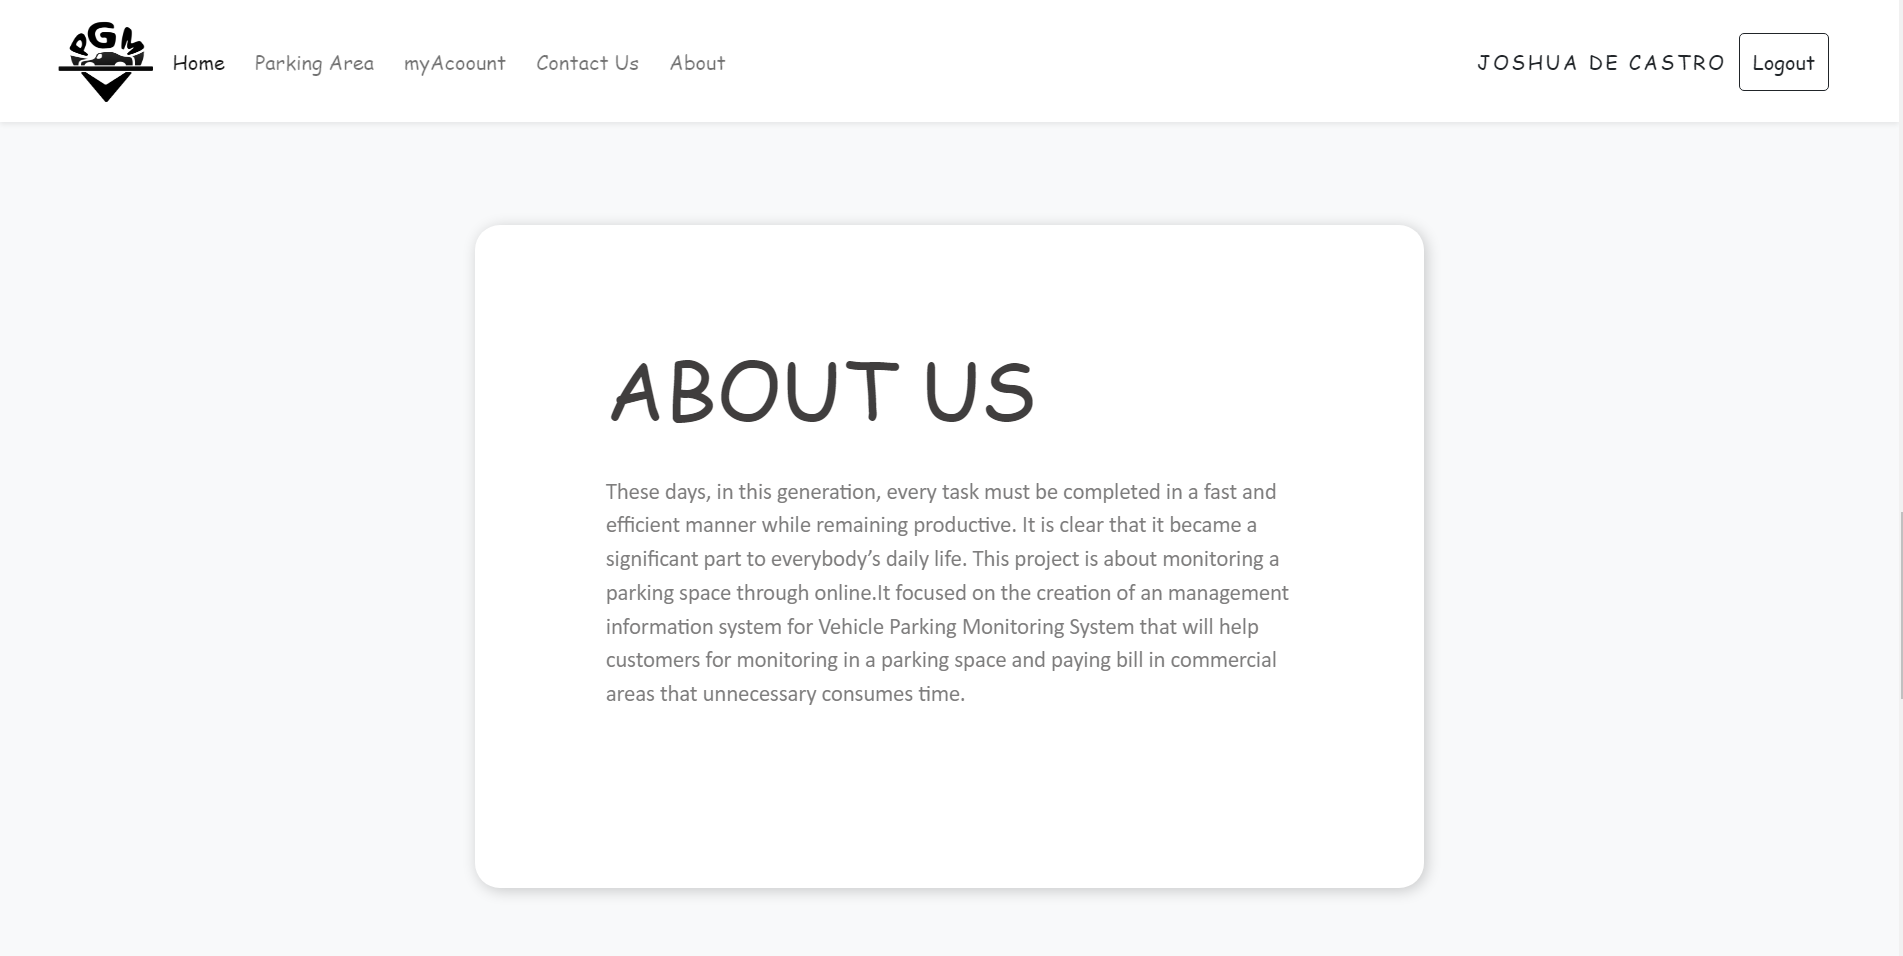 PGM
Home Parking Area myAcoount Contact Us About JOSHUA DE CASTRO Logout
ABOUT US
These days, in this generation, every task must be completed in a fast and
efficient manner while remaining productive. It is clear that it became a
significant part to everybody’s daily life. This project is about monitoring a
parking space through online.It focused on the creation of an management
information system for Vehicle Parking Monitoring System that will help
customers for monitoring in a parking space and paying bill in commercial
areas that unnecessary consumes time.